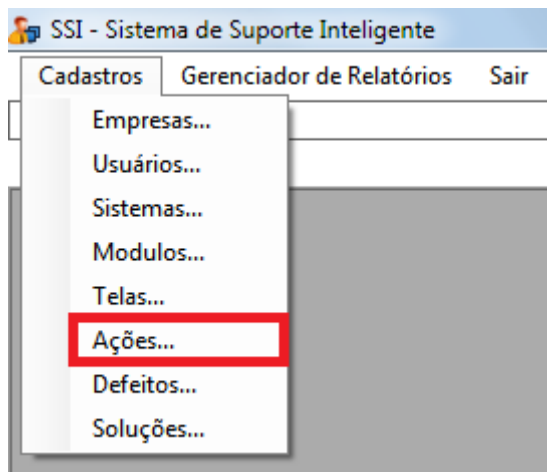 SSI - Sistema de Suporte Inteligente
Cadastros Gerenciador de Relatórios Sair
Empresas...
Usuários...
Sistemas...
Modulos...
Telas...
Ações...
Defeitos...
Soluções...